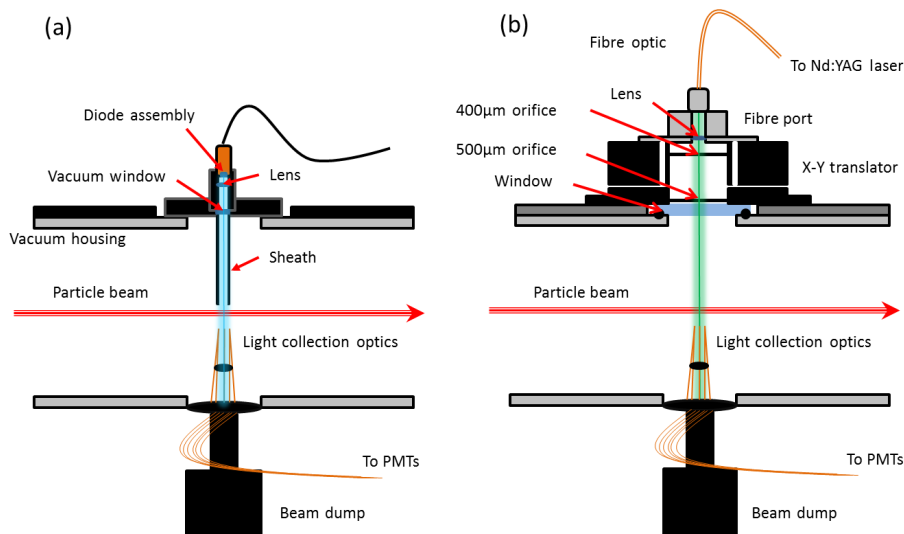 (a)
Diode assembly
Vacuum window
Lens
Vacuum housing
Sheath
Particle beam
Light collection optics
To PMTs
Beam dump
(b)
Fibre optic
To Nd:YAG laser
Lens
400µm orifice
Fibre port
500µm orifice
X-Y translator
Window
Particle beam
Light collection optics
To PMTs
Beam dump